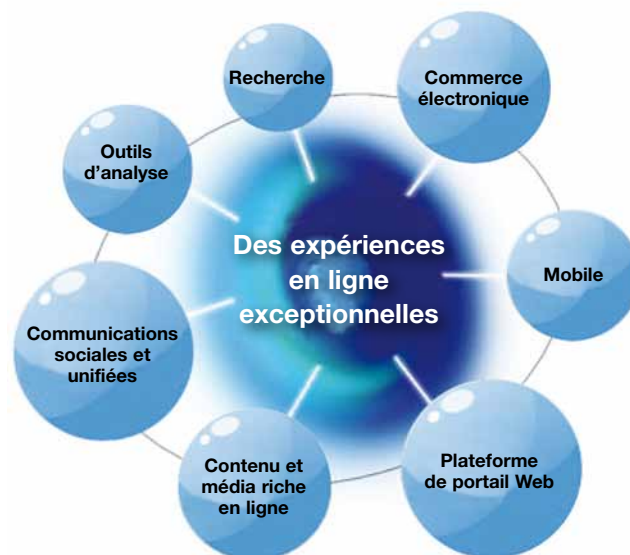 Recherche
Commerce
électronique
Outils
d'analyse
Des expériences
en ligne
exceptionnelles
Mobile
Communications
sociales et
unifiées
Contenu et
média riche
en ligne
Plateforme
de portail Web